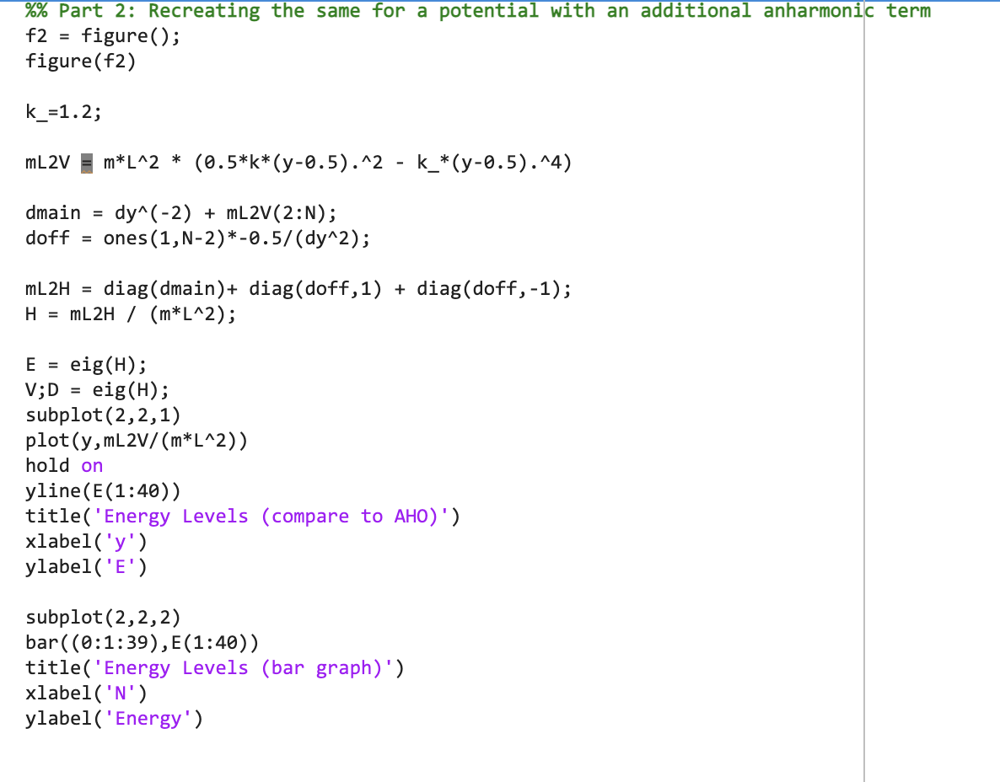 %% Part 2: Recreating the same for a potential with an additional anharmonic term
f2 = figure();
figure(f2)
k_=1.2;
mL2V = m*L^2 * (0.5*k*(y-0.5).^2 - k_*(y-0.5).^4)
dmain = dy^(-2) + mL2V(2:N);
doff = ones(1,N-2)*-0.5/(dy^2);
mL2H = diag(dmain)+ diag(doff,1) + diag(doff,-1);
H = mL2H / (m*L^2);
E = eig(H);
V;D = eig(H);
subplot(2,2,1)
plot(y,mL2V/(m*L^2))
hold on
yline(E(1:40))
title('Energy Levels (compare to AHO)')
xlabel('y')
ylabel('E')
subplot(2,2,2)
bar((0:1:39),E(1:40))
title('Energy Levels (bar graph)')
xlabel('N')
ylabel('Energy')